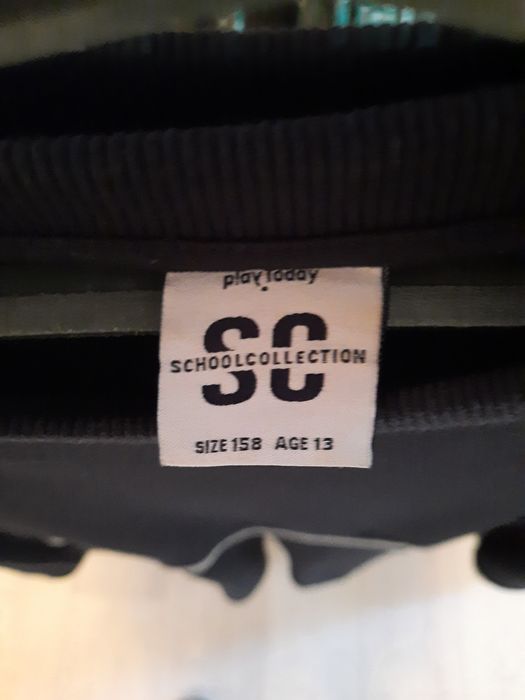 play Today
SC
SCHOOLCOLLECTION
SIZE 158 AGE 13